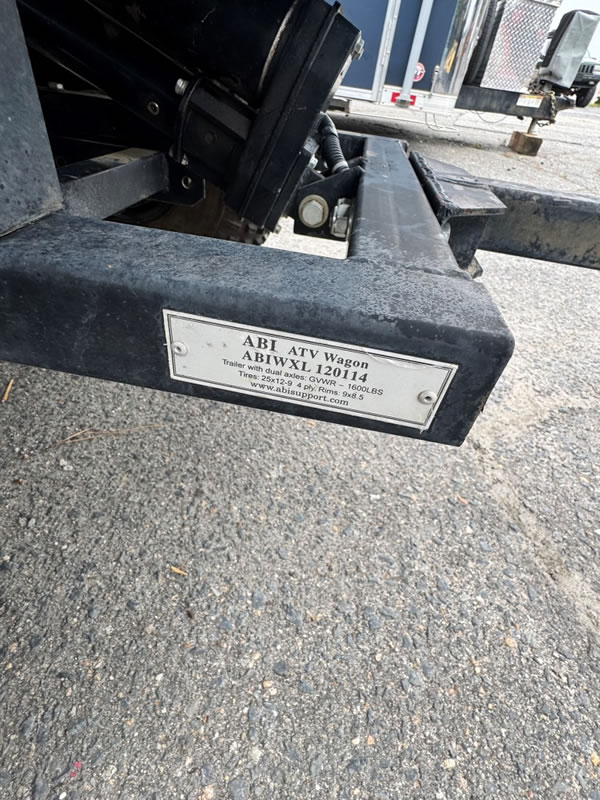 ABI ATV Wagon
ABIWXL 120114
Trailer with dual axles: GVWR – 1600LBS
Tires: 25x12-9 4 ply. Rims: 9x8.5
www.abisupport.com